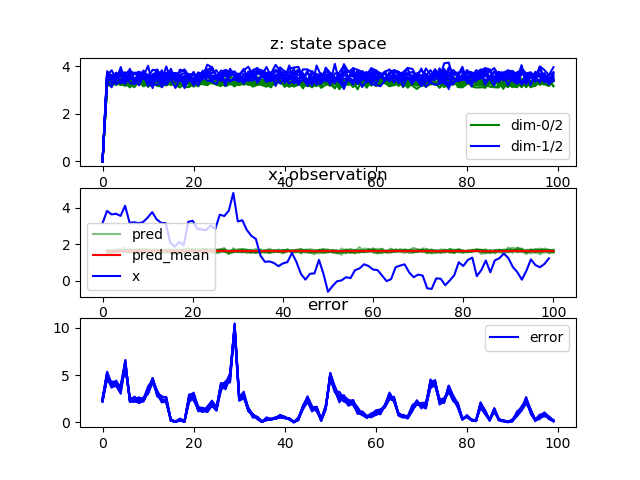 z: state space
4
2
0
dim-0/2
dim-1/2
0 20 40 60 80 100
x: observation
4
2
0
pred
pred_mean
x
0 20 40 60 80 100
error
10
5
0
error
0 20 40 60 80 100